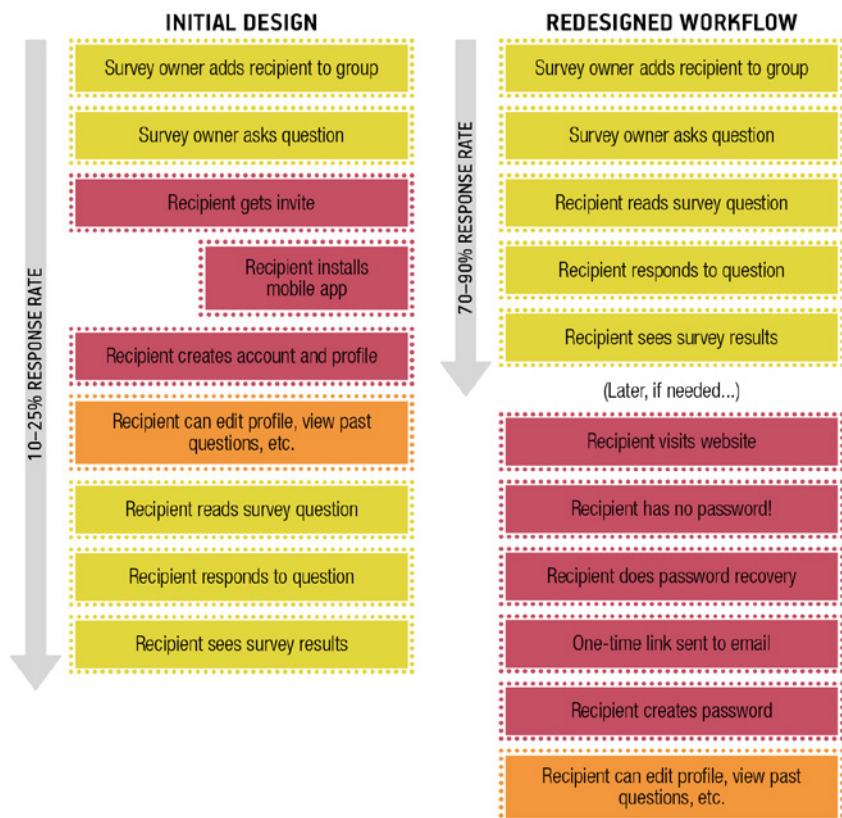 INITIAL DESIGN
10–25% RESPONSE RATE
Survey owner adds recipient to group
Survey owner asks question
Recipient gets invite
Recipient installs
mobile app
Recipient creates account and profile
Recipient can edit profile, view past
questions, etc.
Recipient reads survey question
Recipient responds to question
Recipient sees survey results
REDESIGNED WORKFLOW
70–90% RESPONSE RATE
Survey owner adds recipient to group
Survey owner asks question
Recipient reads survey question
Recipient responds to question
Recipient sees survey results
(Later, if needed...)
Recipient visits website
Recipient has no password!
Recipient does password recovery
One-time link sent to email
Recipient creates password
Recipient can edit profile, view past
questions, etc.